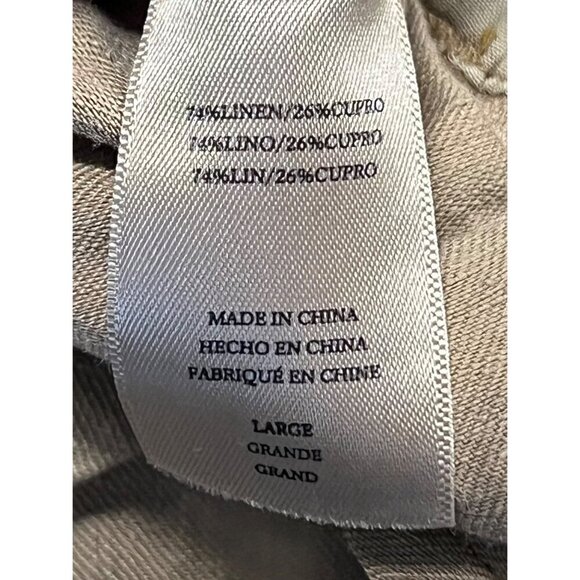 74%LINEN/26%CUPRO
74%LINO/26%CUPRO
74%LIN/26%CUPRO
MADE IN CHINA
HECHO EN CHINA
FABRIQUÉ EN CHINE
LARGE
GRANDE
GRAND